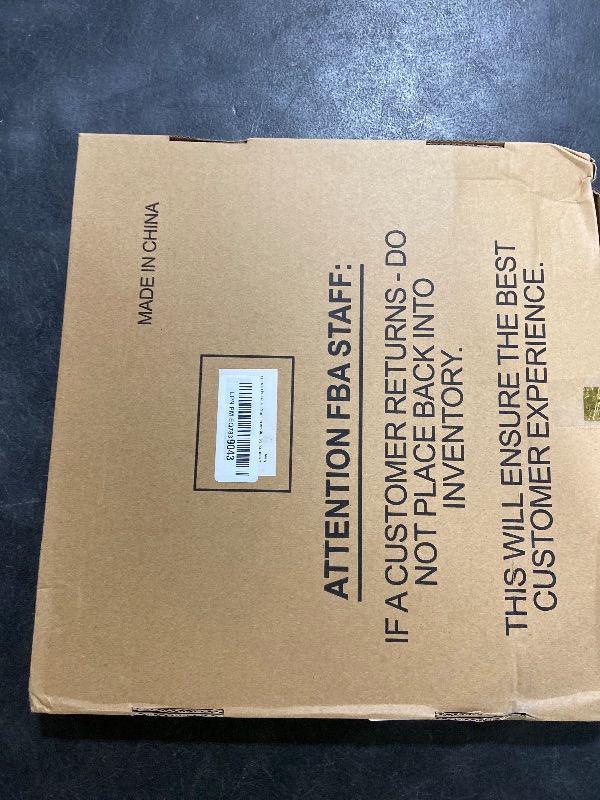 MADE IN CHINA
ATTENTION FBA STAFF:
IF A CUSTOMER RETURNS - DO
NOT PLACE BACK INTO
INVENTORY.
THIS WILL ENSURE THE BEST
CUSTOMER EXPERIENCE.